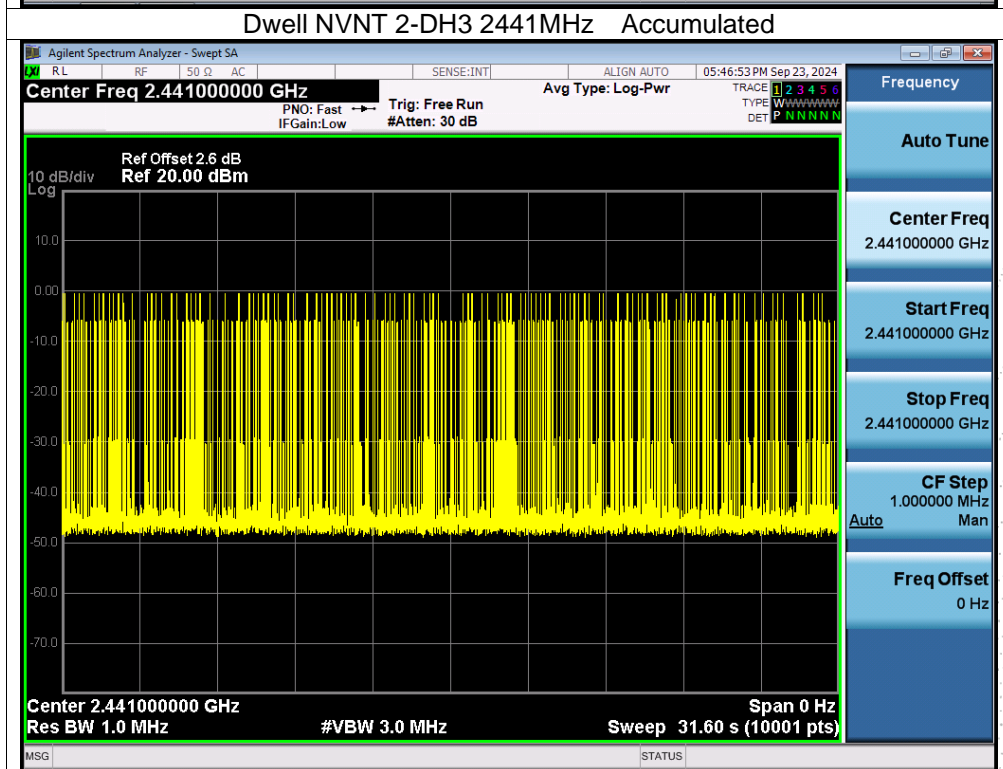 Dwell NVNT 2-DH3 2441MHz Accumulated
Agilent Spectrum Analyzer - Swept SA
LXI RL RF 50 Ω AC SENSE:INT ALIGN AUTO 05:46:53 PM Sep 23, 2024
Center Freq 2.441000000 GHz
PNO: Fast
IFGain:Low
Trig: Free Run
#Atten: 30 dB
Avg Type: Log-Pwr
TRACE 1 2 3 4 5 6
TYPE WWWWWWW
DET P N N N N N
Frequency
Auto Tune
Center Freq
2.441000000 GHz
Start Freq
2.441000000 GHz
Stop Freq
2.441000000 GHz
CF Step
1.000000 MHz
Auto Man
Freq Offset
0 Hz
Ref Offset 2.6 dB
10 dB/div Ref 20.00 dBm
Log
10.0
0.00
-10.0
-20.0
-30.0
-40.0
-50.0
-60.0
-70.0
Center 2.441000000 GHz Span 0 Hz
Res BW 1.0 MHz #VBW 3.0 MHz Sweep 31.60 s (10001 pts)
MSG STATUS